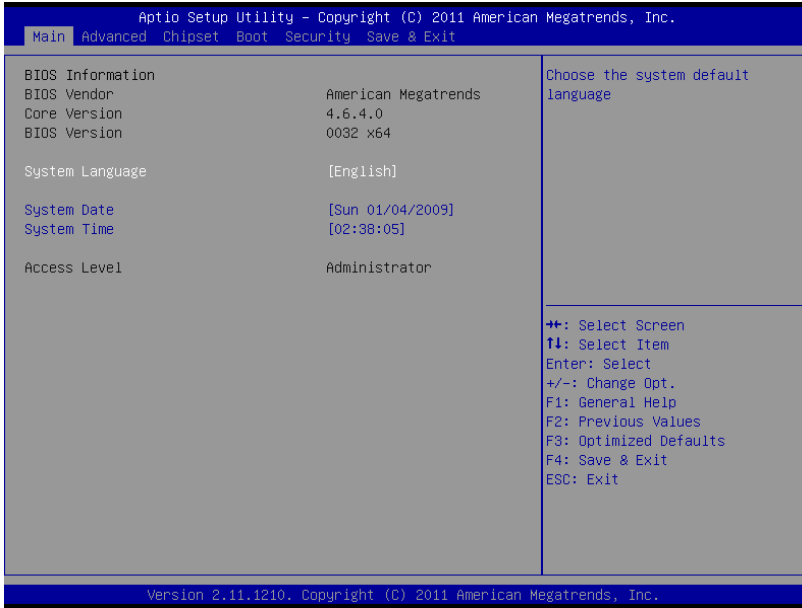 Aptio Setup Utility – Copyright (C) 2011 American Megatrends, Inc.
Main Advanced Chipset Boot Security Save & Exit
BIOS Information
BIOS Vendor American Megatrends
Core Version 4.6.4.0
BIOS Version 0032 x64
System Language [English]
System Date [Sun 01/04/2009]
System Time [02:38:05]
Access Level Administrator
Choose the system default
language
→←: Select Screen
↑↓: Select Item
Enter: Select
+/-: Change Opt.
F1: General Help
F2: Previous Values
F3: Optimized Defaults
F4: Save & Exit
ESC: Exit
Version 2.11.1210. Copyright (C) 2011 American Megatrends, Inc.